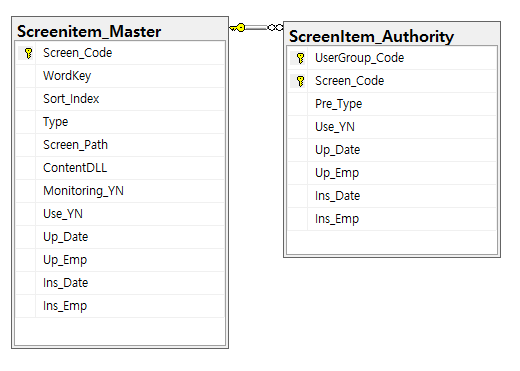 Screenitem_Master
Screen_Code
WordKey
Sort_Index
Type
Screen_Path
ContentDLL
Monitoring_YN
Use_YN
Up_Date
Up_Emp
Ins_Date
Ins_Emp
ScreenItem_Authority
UserGroup_Code
Screen_Code
Pre_Type
Use_YN
Up_Date
Up_Emp
Ins_Date
Ins_Emp